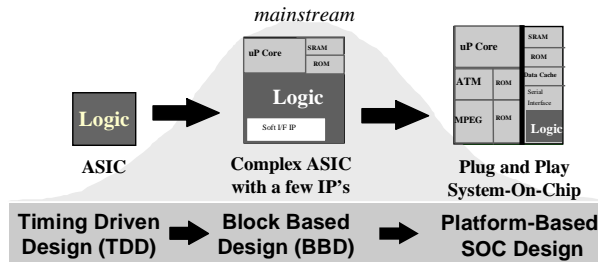 mainstream
Logic
ASIC
uP Core
SRAM
ROM
Logic
Soft I/F IP
Complex ASIC
with a few IP's
uP Core
SRAM
ROM
ATM
ROM
Data Cache
Serial
Interface
MPEG
ROM
Logic
Plug and Play
System-On-Chip
Timing Driven
Design (TDD)
Block Based
Design (BBD)
Platform-Based
SOC Design